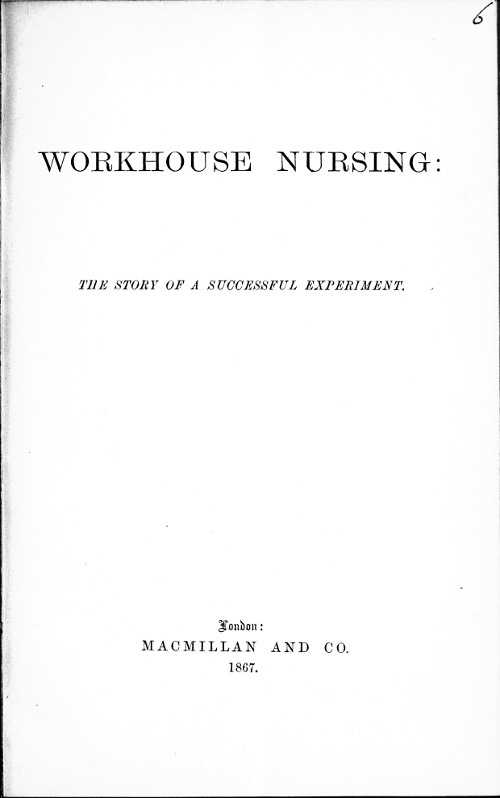 6
WORKHOUSE NURSING:
THE STORY OF A SUCCESSFUL EXPERIMENT.
London:
MACMILLAN AND CO.
1867.